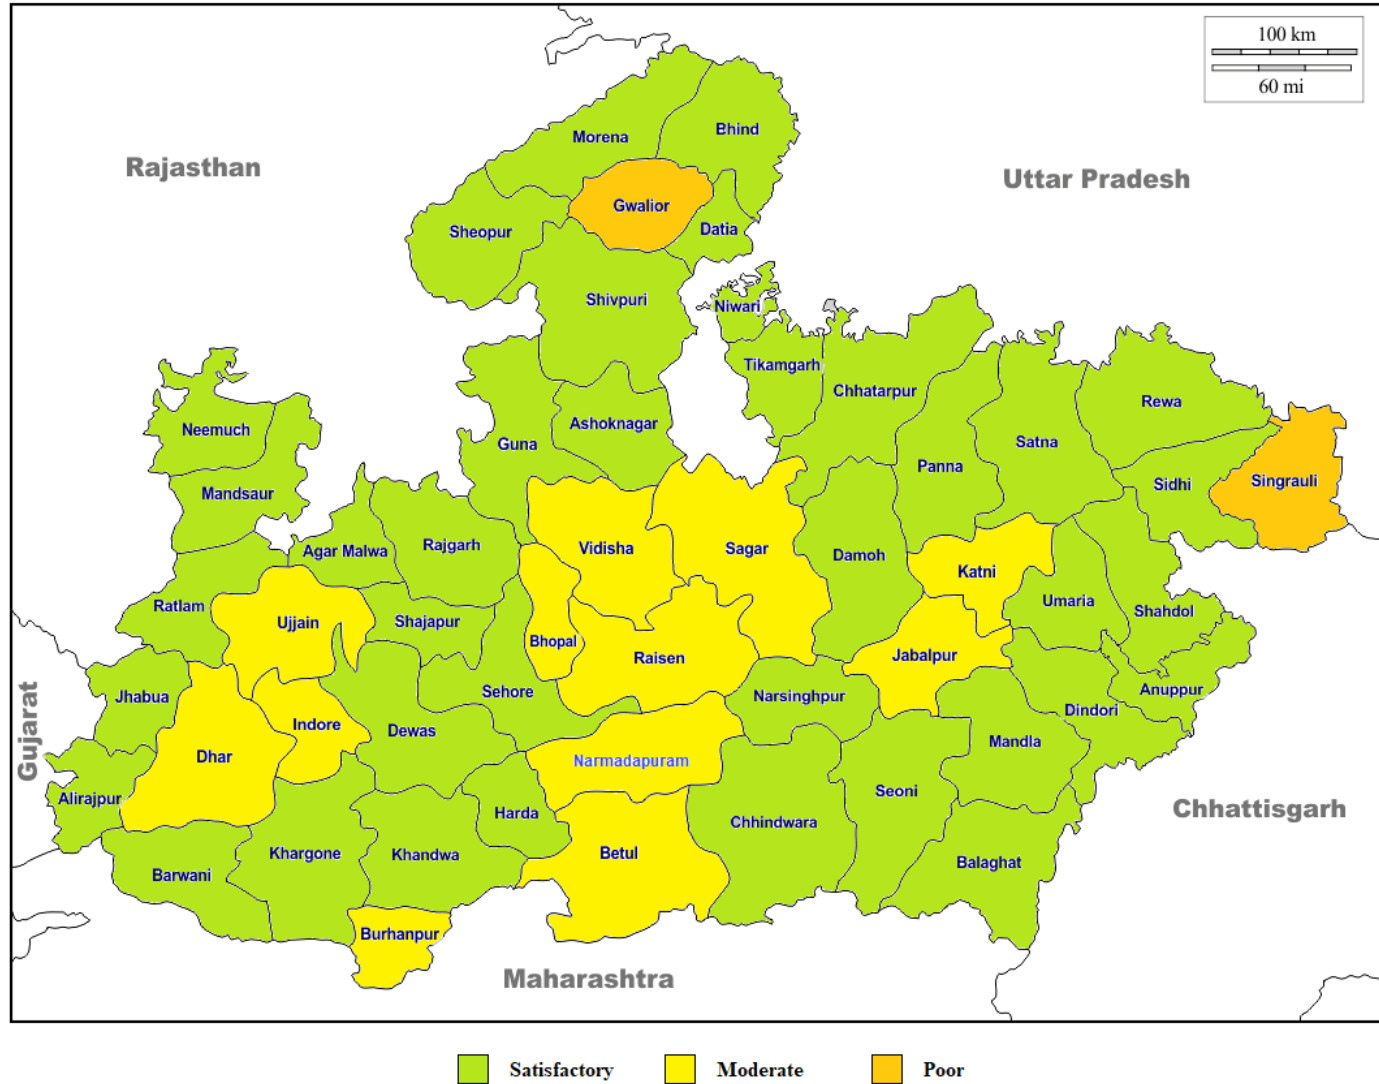 100 km
60 mi
Rajasthan
Uttar Pradesh
Morena
Bhind
Gwalior
Sheopur
Datia
Shivpuri
Niwari
Tikamgarh
Chhatarpur
Rewa
Neemuch
Guna
Ashoknagar
Satna
Panna
Sidhi
Singrauli
Mandsaur
Agar Malwa
Rajgarh
Vidisha
Sagar
Damoh
Katni
Ratlam
Ujjain
Shajapur
Bhopal
Raisen
Jabalpur
Umaria
Shahdol
Jhabua
Sehore
Narsinghpur
Anuppur
Dindori
Gujarat
Indore
Dewas
Dhar
Narmadapuram
Mandla
Alirajpur
Harda
Chhindwara
Seoni
Chhattisgarh
Barwani
Khargone
Khandwa
Betul
Balaghat
Burhanpur
Maharashtra
Satisfactory
Moderate
Poor